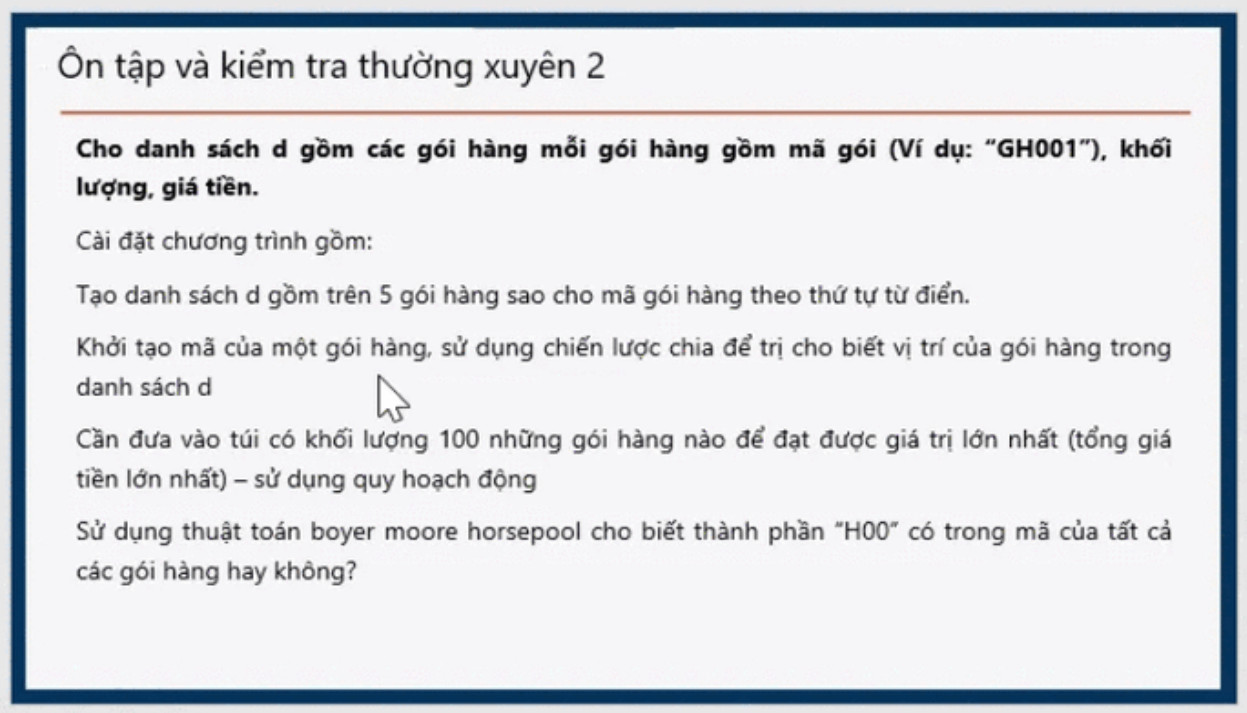 Ôn tập và kiểm tra thường xuyên 2
Cho danh sách d gồm các gói hàng mỗi gói hàng gồm mã gói (Ví dụ: “GH001”), khối
lượng, giá tiền.
Cài đặt chương trình gồm:
Tạo danh sách d gồm trên 5 gói hàng sao cho mã gói hàng theo thứ tự từ điển.
Khởi tạo mã của một gói hàng, sử dụng chiến lược chia để trị cho biết vị trí của gói hàng trong
danh sách d
Cần đưa vào túi có khối lượng 100 những gói hàng nào để đạt được giá trị lớn nhất (tổng giá
tiền lớn nhất) – sử dụng quy hoạch động
Sử dụng thuật toán boyer moore horsepool cho biết thành phần “H00” có trong mã của tất cả
các gói hàng hay không?